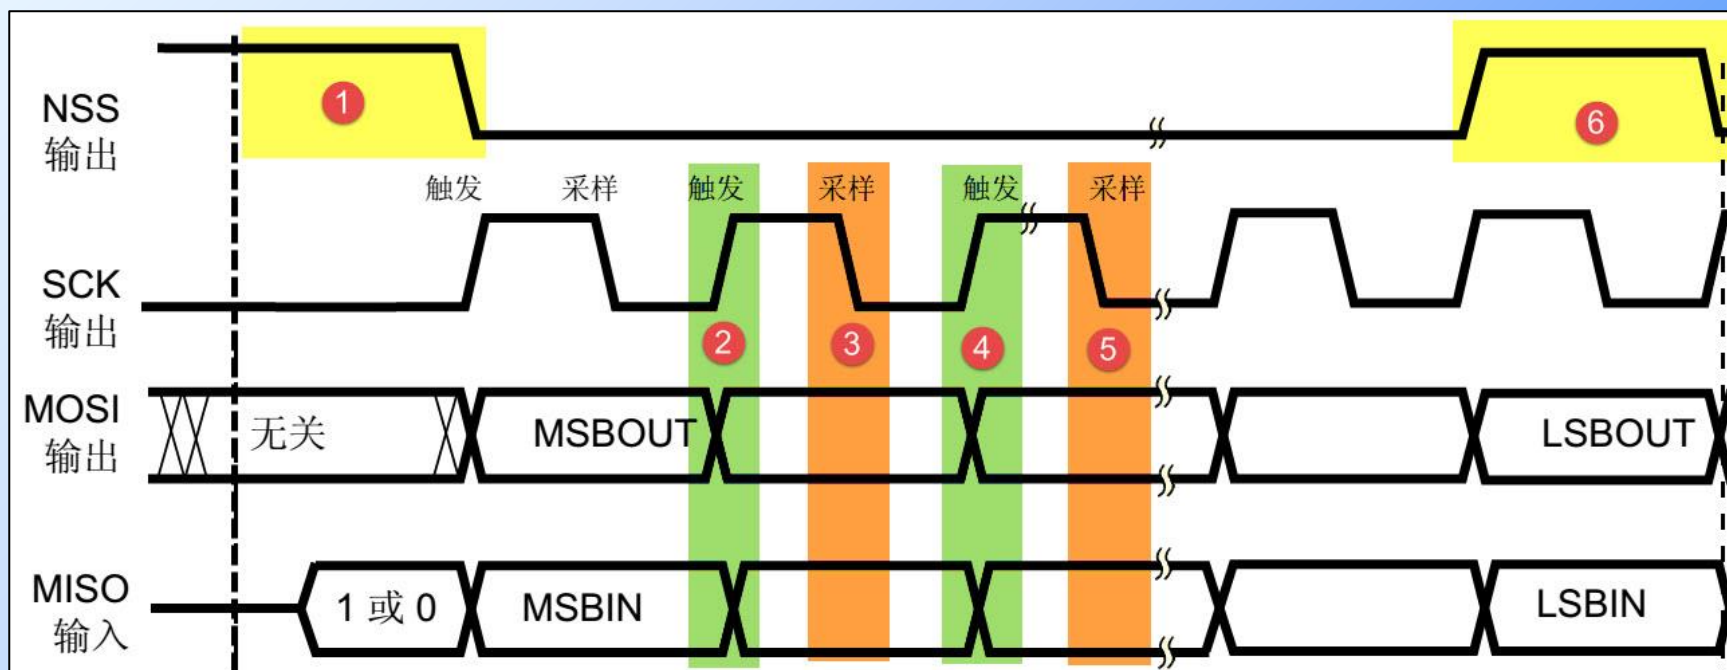 1
6
NSS
输出
触发 采样 触发 采样 触发 采样
SCK
输出
2 3 4 5
MOSI
输出
无关 MSBOUT LSBOUT
MISO
输入
1 或 0 MSBIN LSBIN